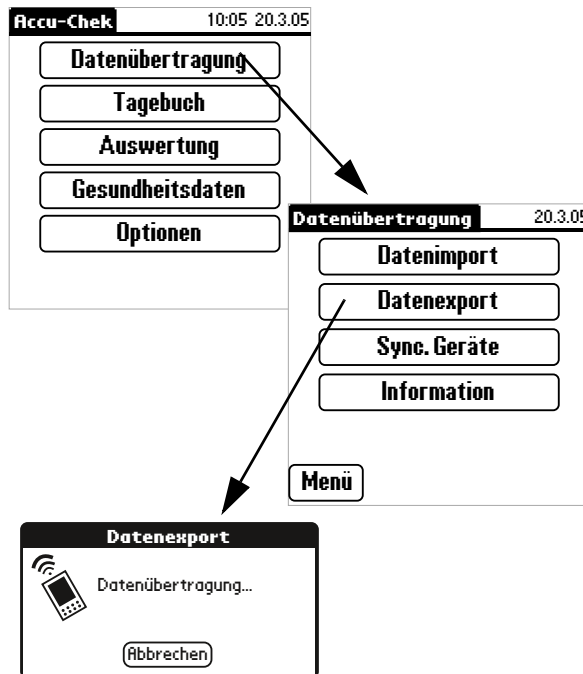 Accu-Chek 10:05 20.3.05
Datenübertragung
Tagebuch
Auswertung
Gesundheitsdaten
Optionen
Datenübertragung 20.3.05
Datenimport
Datenexport
Sync. Geräte
Information
Menü
Datenexport
Datenübertragung...
Abbrechen